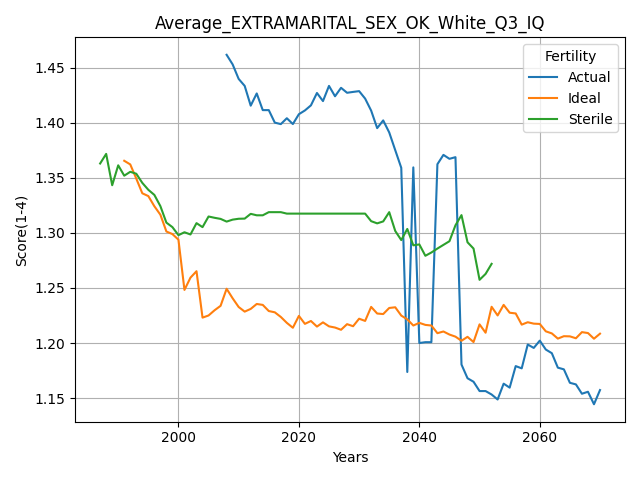 Average_EXTRAMARITAL_SEX_OK_White_Q3_IQ
Fertility
Actual
Ideal
Sterile
Score(1-4)
1.45
1.40
1.35
1.30
1.25
1.20
1.15
2000
2020
2040
2060
Years